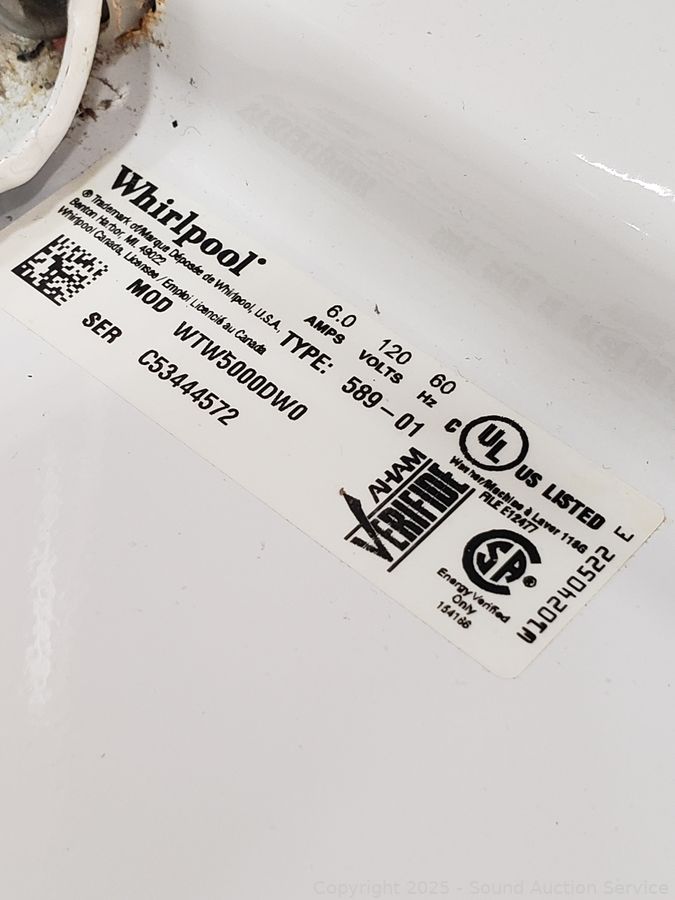 Whirlpool®
® Trademark of/Marque Déposée de Whirlpool, U.S.A.
Benton Harbor, MI. 49022
Whirlpool Canada, Licensee / Emploi Licencié au Canada
MOD WTW5000DW0
SER C53444572
6.0 120 60
AMPS VOLTS Hz
TYPE: 589-01
C UL US LISTED
Washer/Machine à Laver 116G
FILE E12477
AHAM
VERIFIDE
SA®
Energy Verified
Only
154186
W10240522 E
Copyright 2025 - Sound Auction Service